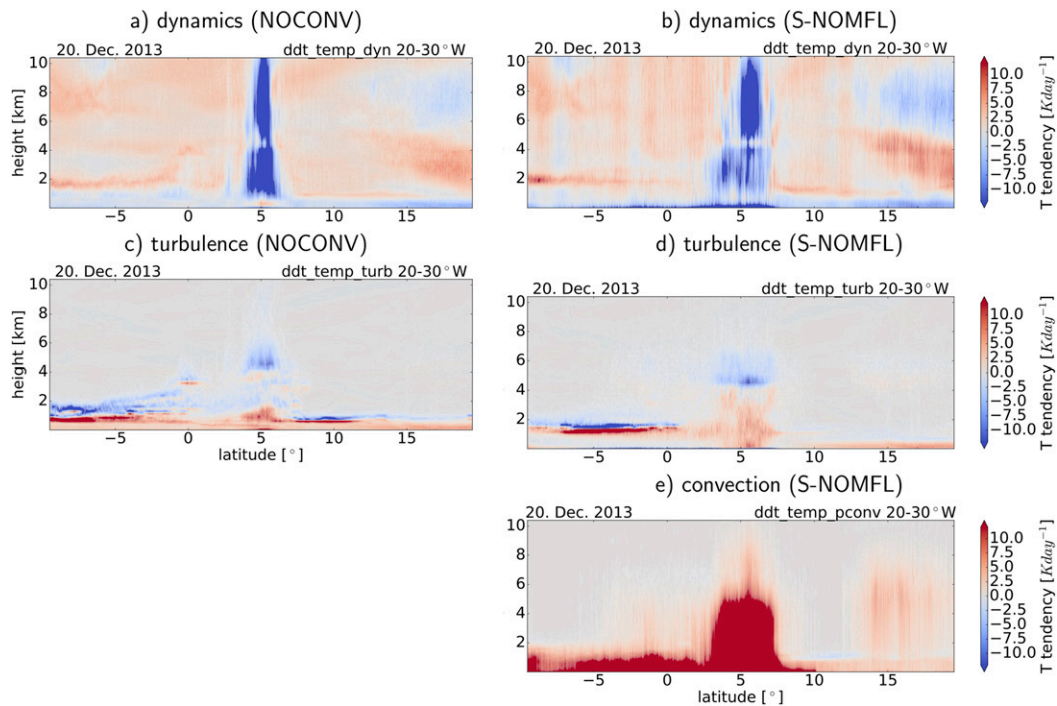 a) dynamics (NOCONV)
20. Dec. 2013 ddt_temp_dyn 20-30°W
height [km]
10
8
6
4
2
−5 0 5 10 15
b) dynamics (S-NOMFL)
20. Dec. 2013 ddt_temp_dyn 20-30°W
10
8
6
4
2
−5 0 5 10 15
10.0
7.5
5.0
2.5
0.0
−2.5
−5.0
−7.5
−10.0
T tendency [Kday⁻¹]
c) turbulence (NOCONV)
20. Dec. 2013 ddt_temp_turb 20-30°W
height [km]
10
8
6
4
2
−5 0 5 10 15
latitude [°]
d) turbulence (S-NOMFL)
20. Dec. 2013 ddt_temp_turb 20-30°W
10
8
6
4
2
−5 0 5 10 15
10.0
7.5
5.0
2.5
0.0
−2.5
−5.0
−7.5
−10.0
T tendency [Kday⁻¹]
e) convection (S-NOMFL)
20. Dec. 2013 ddt_temp_pconv 20-30°W
10
8
6
4
2
−5 0 5 10 15
latitude [°]
10.0
7.5
5.0
2.5
0.0
−2.5
−5.0
−7.5
−10.0
T tendency [Kday⁻¹]